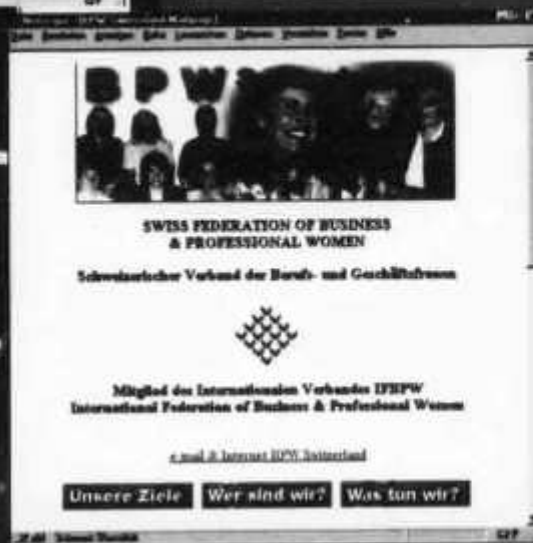 BPW
SWISS FEDERATION OF BUSINESS
& PROFESSIONAL WOMEN
Schweizerischer Verband der Berufs- und Geschäftsfrauen
Mitglied des Internationalen Verbandes IFBPW
International Federation of Business & Professional Women
e-mail & Internet BPW Switzerland
Unsere Ziele Wer sind wir? Was tun wir?